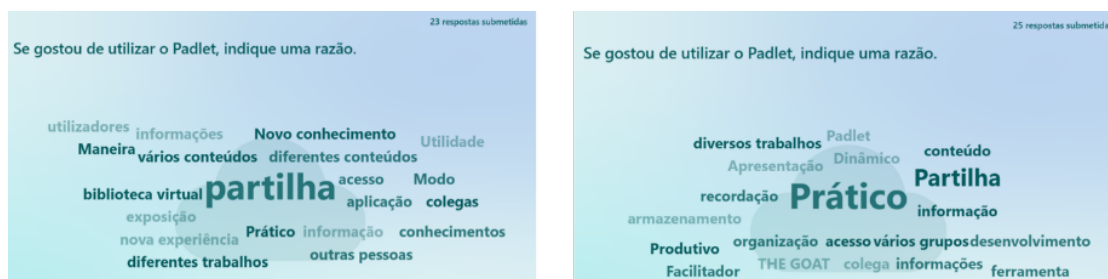 23 respostas submetidas
Se gostou de utilizar o Padlet, indique uma razão.
utilizadores informações Novo conhecimento Utilidade
Maneira vários conteúdos diferentes conteúdos
biblioteca virtual partilha acesso Modo
aplicação colegas
exposição
nova experiência Prático informação conhecimentos
diferentes trabalhos outras pessoas
25 respostas submetida
Se gostou de utilizar o Padlet, indique uma razão.
diversos trabalhos Padlet
Apresentação Dinâmico conteúdo
recordação Prático Partilha
armazenamento informação
Produtivo organização acesso vários grupos desenvolvimento
Facilitador THE GOAT colega informações ferramenta